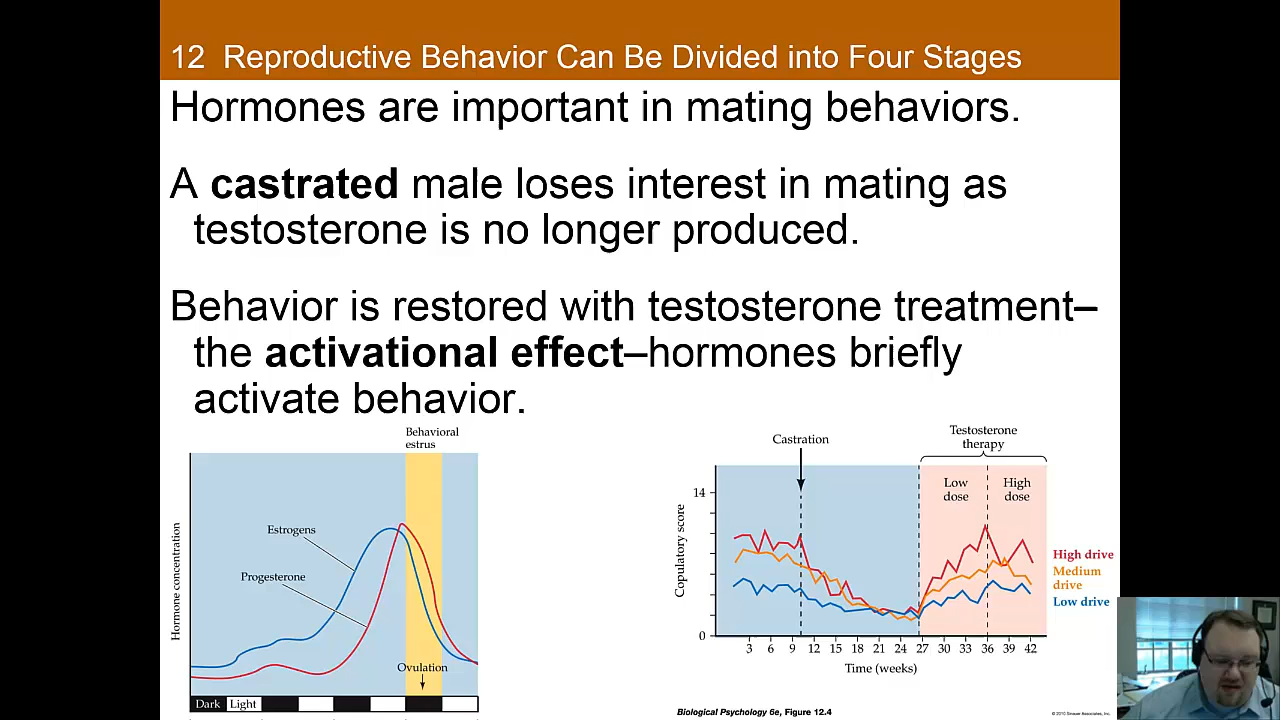 12 Reproductive Behavior Can Be Divided into Four Stages
Hormones are important in mating behaviors.
A castrated male loses interest in mating as
testosterone is no longer produced.
Behavior is restored with testosterone treatment–
the activational effect–hormones briefly
activate behavior.
Behavioral
estrus
Hormone concentration
Estrogens
Progesterone
Ovulation
Dark
Light
Castration
Testosterone
therapy
Low
dose
High
dose
Copulatory score
14
0
High drive
Medium
drive
Low drive
3 6 9 12 15 18 21 24 27 30 33 36 39 42
Time (weeks)
Biological Psychology 6e, Figure 12.4
© 2010 Sinauer Associates, Inc.